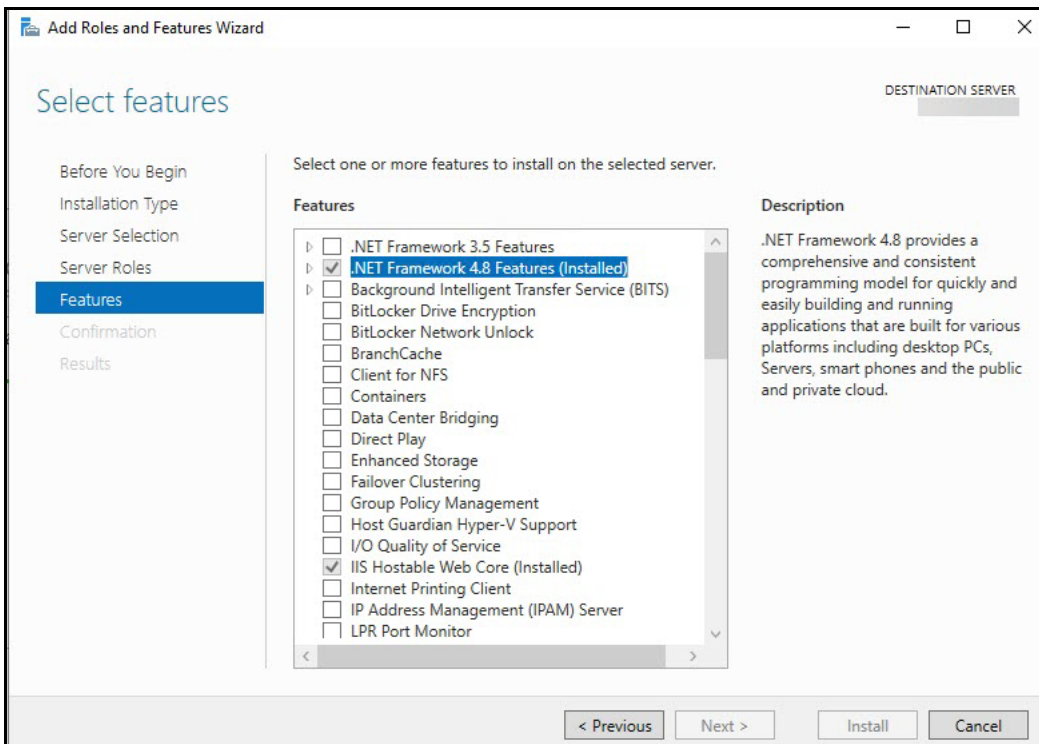 Add Roles and Features Wizard
Select features
DESTINATION SERVER
Before You Begin
Installation Type
Server Selection
Server Roles
Features
Confirmation
Results
Select one or more features to install on the selected server.
Features
.NET Framework 3.5 Features
.NET Framework 4.8 Features (Installed)
Background Intelligent Transfer Service (BITS)
BitLocker Drive Encryption
BitLocker Network Unlock
BranchCache
Client for NFS
Containers
Data Center Bridging
Direct Play
Enhanced Storage
Failover Clustering
Group Policy Management
Host Guardian Hyper-V Support
I/O Quality of Service
IIS Hostable Web Core (Installed)
Internet Printing Client
IP Address Management (IPAM) Server
LPR Port Monitor
Description
.NET Framework 4.8 provides a
comprehensive and consistent
programming model for quickly and
easily building and running
applications that are built for various
platforms including desktop PCs,
Servers, smart phones and the public
and private cloud.
< Previous
Next >
Install
Cancel